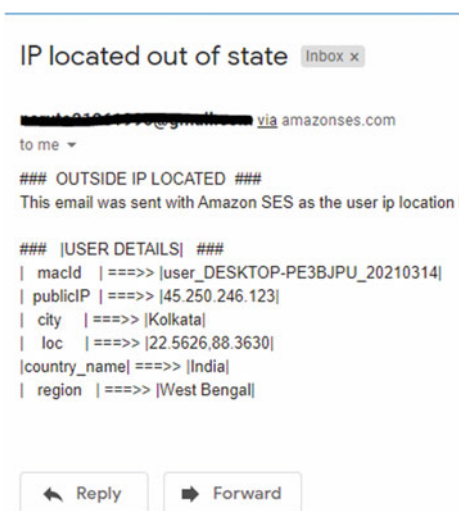 IP located out of state Inbox ×
via amazonses.com
to me
### OUTSIDE IP LOCATED ###
This email was sent with Amazon SES as the user ip location
### |USER DETAILS| ###
| macId | ===>> |user_DESKTOP-PE3BJPU_20210314|
| publicIP | ===>> |45.250.246.123|
| city | ===>> |Kolkata|
| loc | ===>> |22.5626,88.3630|
|country_name| ===>> |India|
| region | ===>> |West Bengal|
Reply Forward